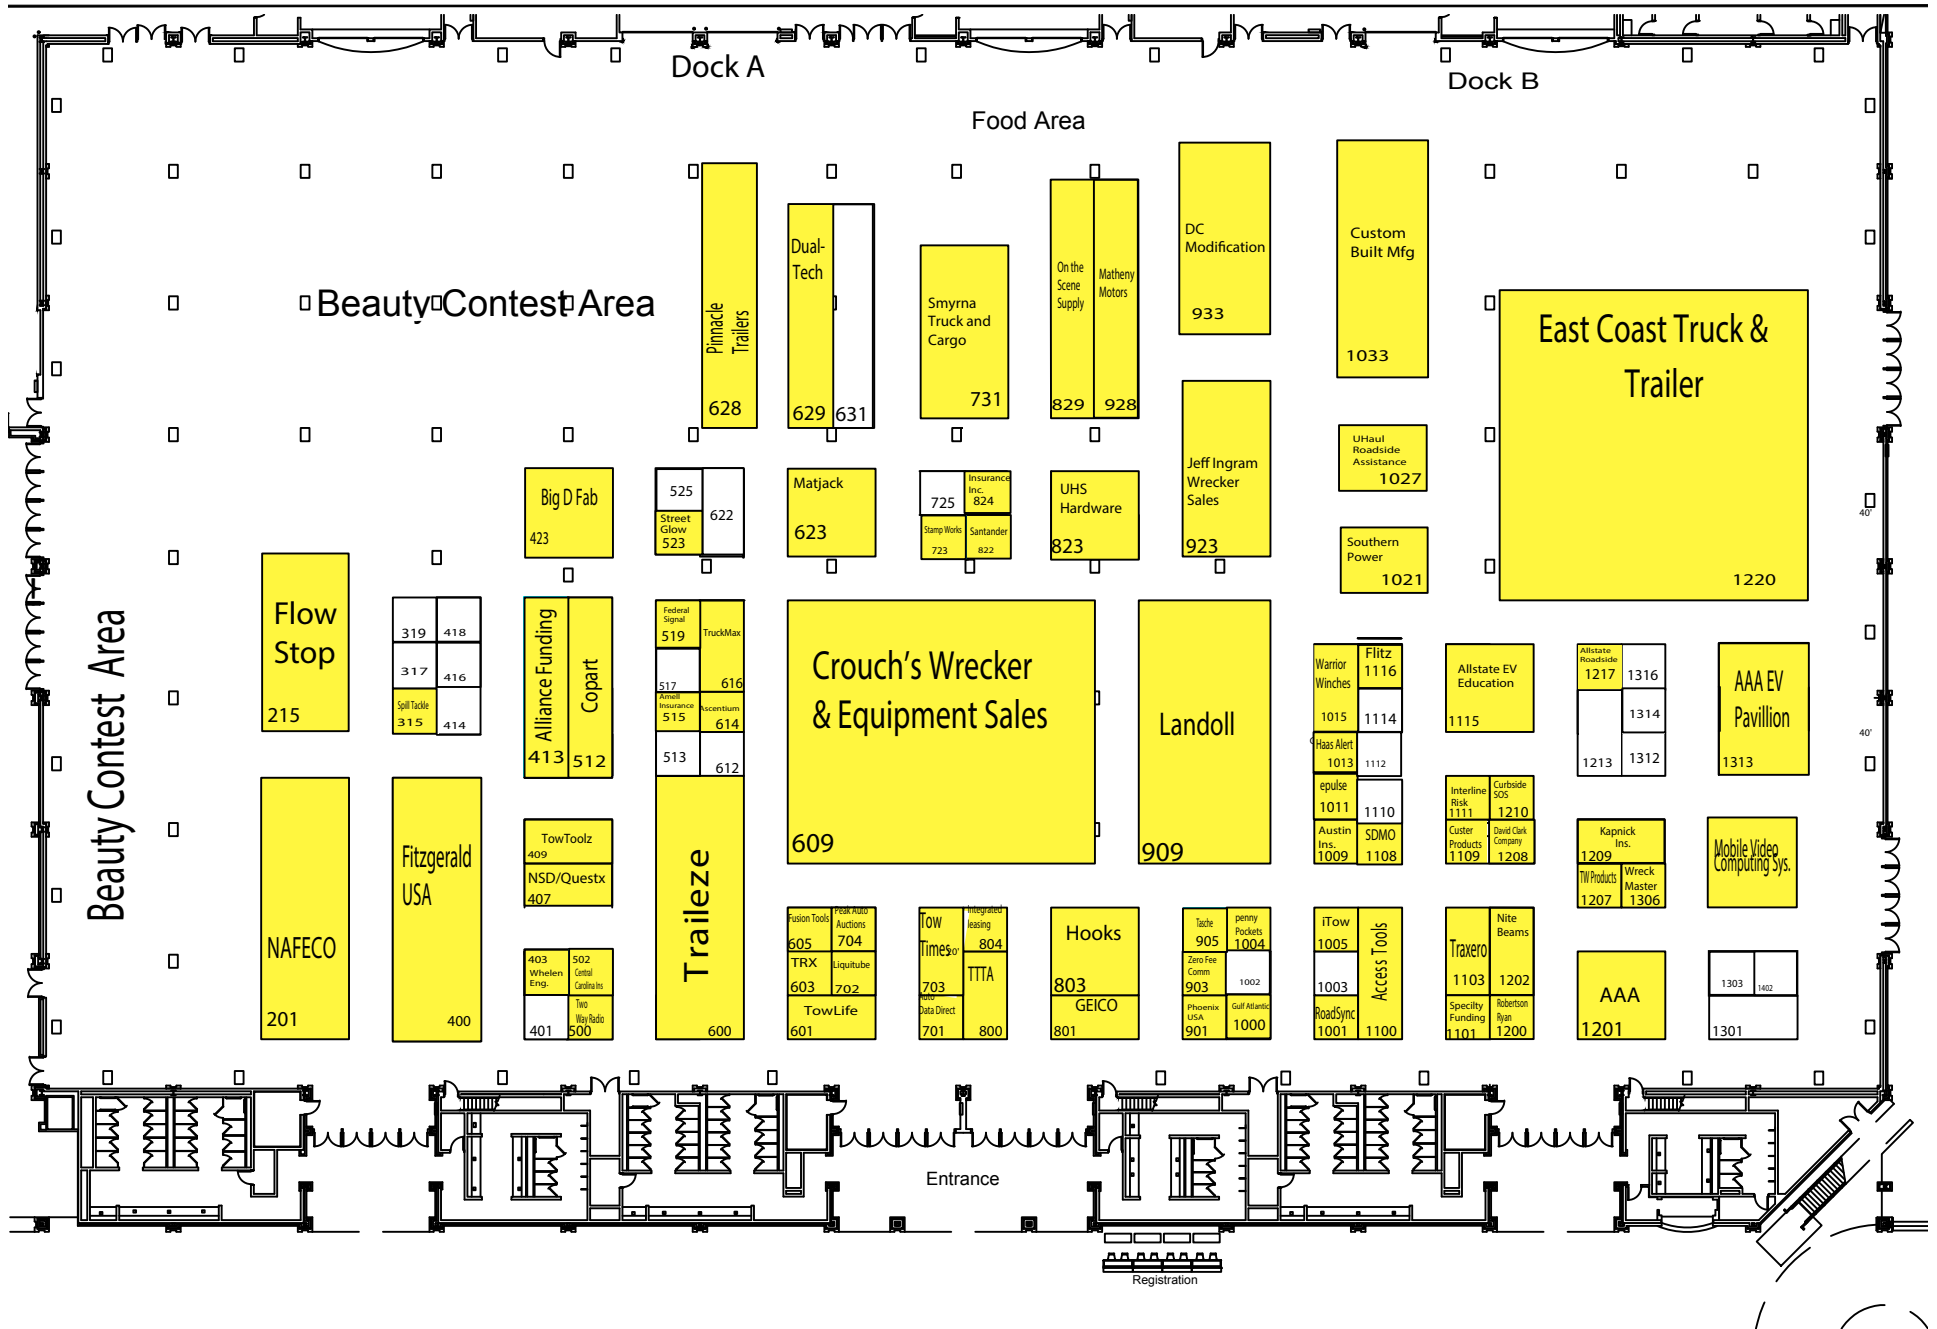 Dock A
Dock B
Food Area
Beauty Contest Area
Beauty Contest Area
Pinnacle
Trailers
628
Dual-
Tech
629
631
Smyrna
Truck and
Cargo
731
On the
Scene
Supply
829
Matheny
Motors
928
DC
Modification
933
Custom
Built Mfg
1033
East Coast Truck &
Trailer
1220
Big D Fab
423
525
Street
Glow
523
622
Matjack
623
725
Insurance
Inc.
824
Stamp Works
723
Santander
822
UHS
Hardware
823
Jeff Ingram
Wrecker
Sales
923
UHaul
Roadside
Assistance
1027
Southern
Power
1021
40'
40'
Flow
Stop
215
319
418
317
416
Spill Tackle
315
414
Alliance Funding
413
Copart
512
Federal
Signal
519
TruckMax
616
517
Amell
Insurance
515
Ascentium
614
513
612
Crouch's Wrecker
& Equipment Sales
609
Landoll
909
Warrior
Winches
1015
Flitz
1116
1114
Haas Alert
1013
1112
epulse
1011
1110
Austin
Ins.
1009
SDMO
1108
Allstate EV
Education
1115
Allstate
Roadside
1217
1316
1314
1213
1312
AAA EV
Pavillion
1313
Interline
Risk
1111
Curbside
SOS
1210
Custer
Products
1109
David Clark
Company
1208
Kapnick
Ins.
1209
TW Products
1207
Wreck
Master
1306
Mobile Video
Computing Sys.
NAFECO
201
Fitzgerald
USA
400
TowToolz
409
NSD/Questx
407
403
Whelen
Eng.
502
Central
Carolina Ins
401
Two
Way Radio
500
Traileze
600
Fusion Tools
605
Peak Auto
Auctions
704
TRX
603
Liquitube
702
TowLife
601
Tow
Times
20'
703
Integrated
leasing
804
Auto
Data Direct
701
TTTA
800
Hooks
803
GEICO
801
Tasche
905
penny
Pockets
1004
Zero Fee
Comm
903
1002
Phoenix
USA
901
Gulf Atlantic
1000
iTow
1005
1003
RoadSync
1001
Access Tools
1100
Traxero
1103
Nite
Beams
1202
Specilty
Funding
1101
Robertson
Ryan
1200
AAA
1201
1303
1402
1301
Entrance
Registration